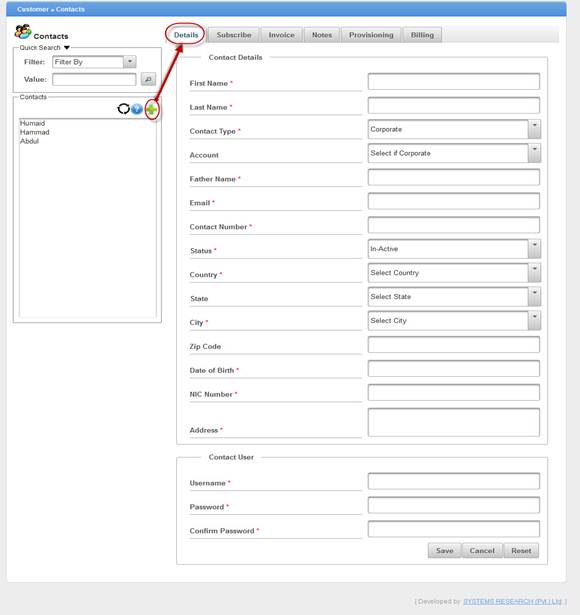 Customer » Contacts
Contacts
Quick Search
Filter: Filter By
Value:
Contacts
Humaid
Hammad
Abdul
Details Subscribe Invoice Notes Provisioning Billing
Contact Details
First Name *
Last Name *
Contact Type * Corporate
Account Select if Corporate
Father Name *
Email *
Contact Number *
Status * In-Active
Country * Select Country
State Select State
City * Select City
Zip Code
Date of Birth *
NIC Number *
Address *
Contact User
Username *
Password *
Confirm Password *
Save Cancel Reset
[ Developed by SYSTEMS RESEARCH (Pvt.) Ltd. ]